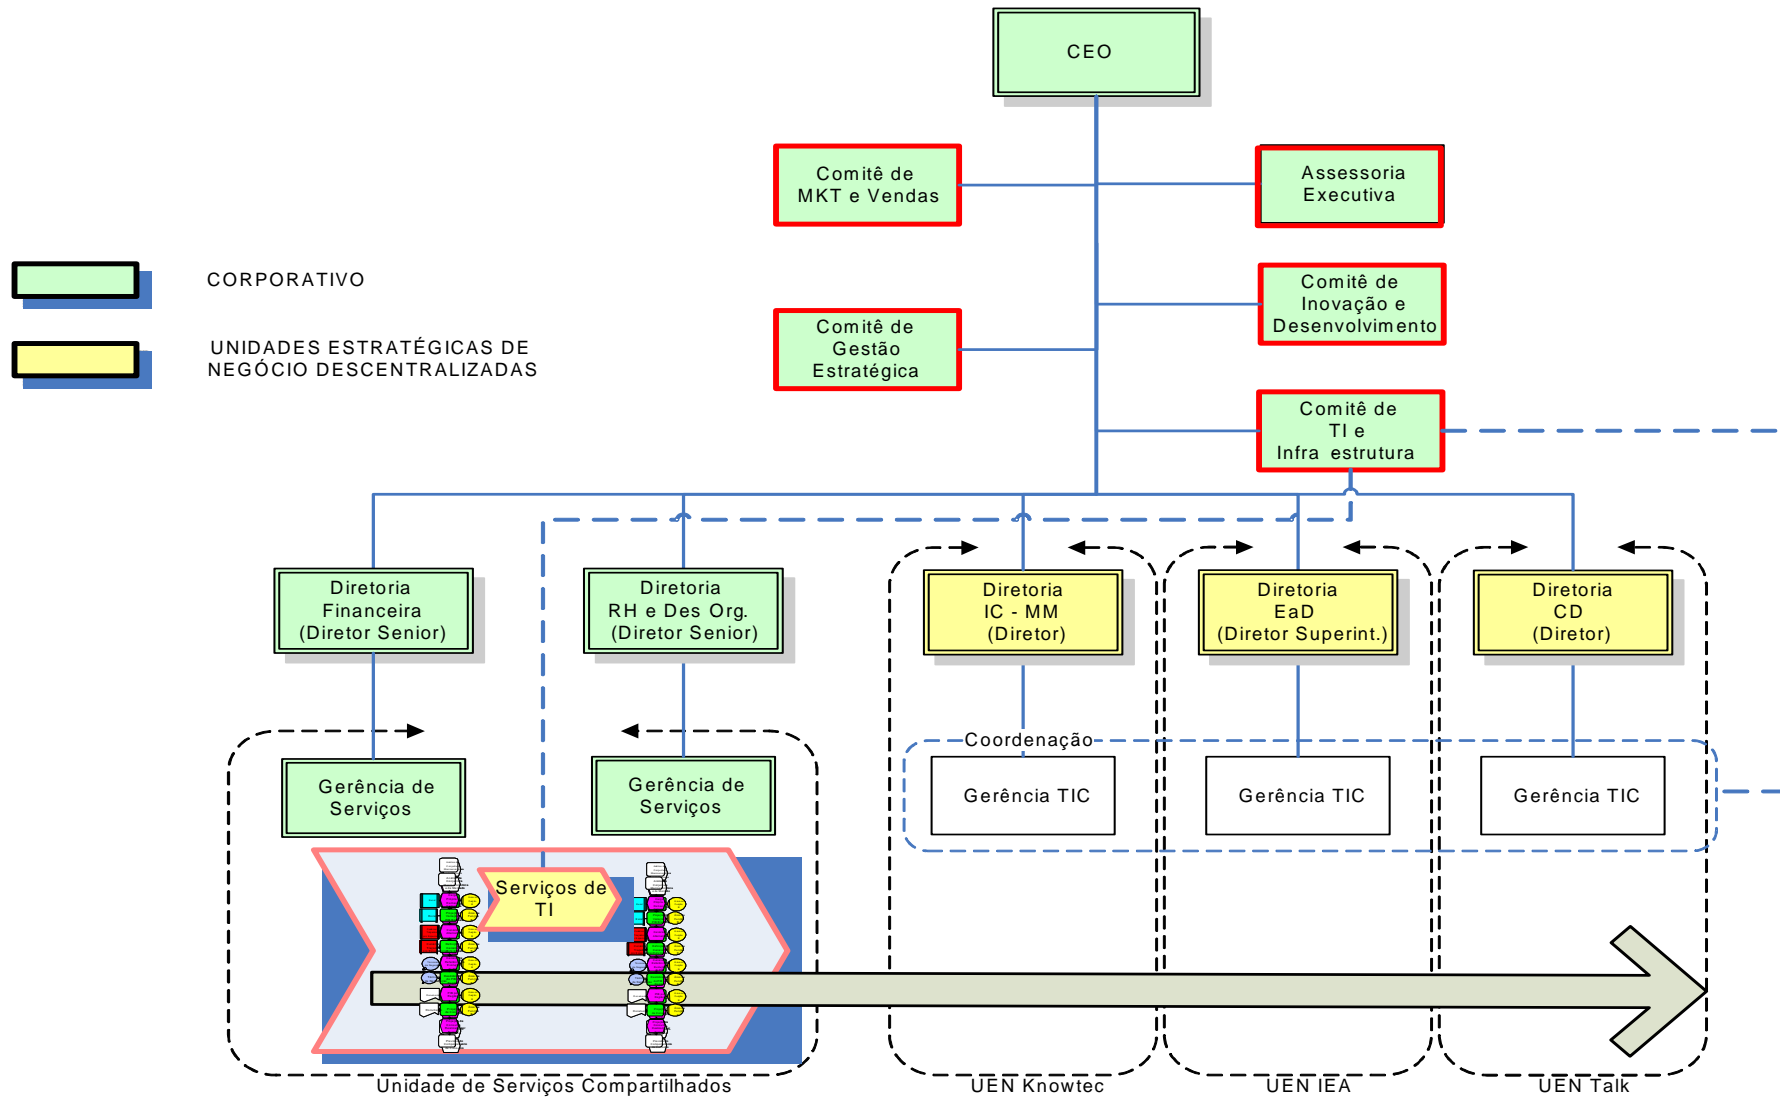 CEO
Comitê de
MKT e Vendas
Assessoria
Executiva
CORPORATIVO
Comitê de
Inovação e
Desenvolvimento
UNIDADES ESTRATÉGICAS DE
NEGÓCIO DESCENTRALIZADAS
Comitê de
Gestão
Estratégica
Comitê de
TI e
Infra estrutura
Diretoria
Financeira
(Diretor Senior)
Diretoria
RH e Des Org.
(Diretor Senior)
Diretoria
IC - MM
(Diretor)
Diretoria
EaD
(Diretor Superint.)
Diretoria
CD
(Diretor)
Coordenação
Gerência de
Serviços
Gerência de
Serviços
Gerência TIC
Gerência TIC
Gerência TIC
Serviços de
TI
Unidade de Serviços Compartilhados
UEN Knowtec
UEN IEA
UEN Talk